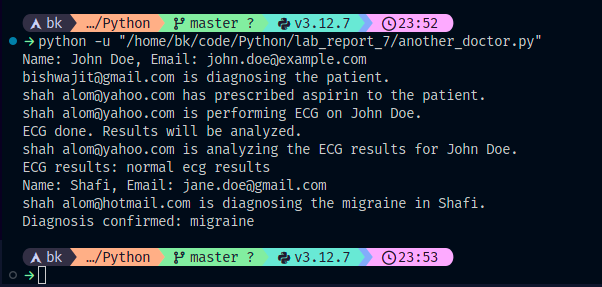 bk …/Python master ? v3.12.7 23:52
→ python -u "/home/bk/code/Python/lab_report_7/another_doctor.py"
Name: John Doe, Email: john.doe@example.com
bishwajit@gmail.com is diagnosing the patient.
shah alom@yahoo.com has prescribed aspirin to the patient.
shah alom@yahoo.com is performing ECG on John Doe.
ECG done. Results will be analyzed.
shah alom@yahoo.com is analyzing the ECG results for John Doe.
ECG results: normal ecg results
Name: Shafi, Email: jane.doe@gmail.com
shah alom@hotmail.com is diagnosing the migraine in Shafi.
Diagnosis confirmed: migraine
bk …/Python master ? v3.12.7 23:53
→